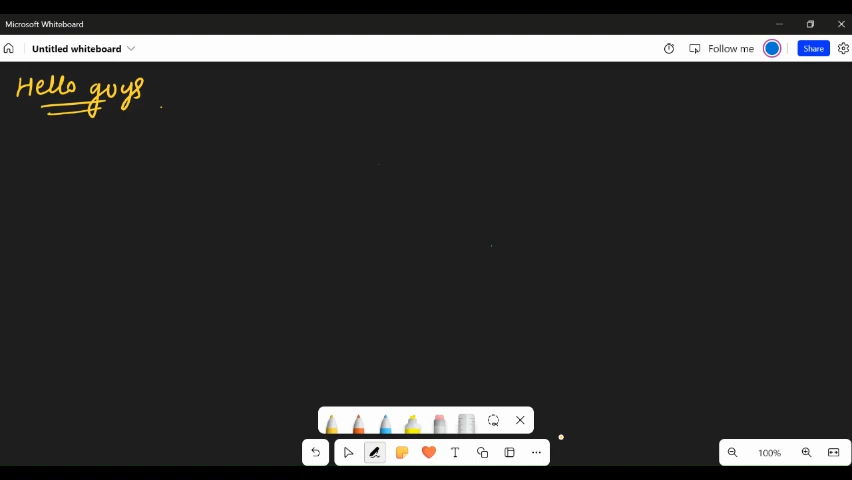 Microsoft Whiteboard
Untitled whiteboard
Follow me
Share
Hello guys
T
100%